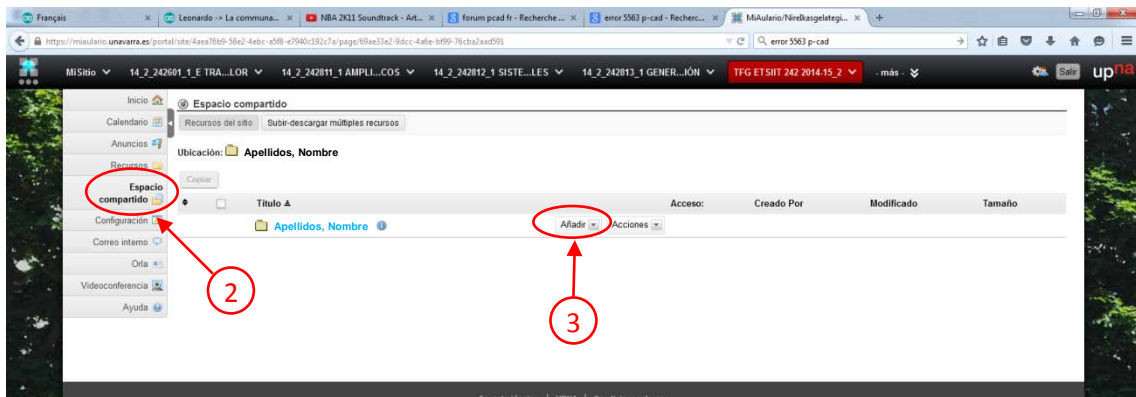 Français
Leonardo -> La communa...
NBA 2K11 Soundtrack - Art...
forum pcad fr - Recherche ...
error 5563 p-cad - Recherc...
MiAulario/Nirelkasgelategi...
https://miaulario.unavarra.es/portal/site/4aea76b9-58e2-4ebc-a5f8-e7940c192c7a/page/69ae33e2-9dcc-4a6e-bf99-76cba2aad591
error 5563 p-cad
MiSitio
14_2_242601_1_E TRA...LOR
14_2_242811_1 AMPLI...COS
14_2_242812_1 SISTE...LES
14_2_242813_1 GENER...IÓN
TFG ETSIIT 242 2014-15_2
- más -
Salir
upna
Inicio
Calendario
Anuncios
Recursos
Espacio compartido
Configuración
Correo interno
Orla
Videoconferencia
Ayuda
Espacio compartido
Recursos del sitio
Subir-descargar múltiples recursos
Ubicación: Apellidos, Nombre
Copiar
Título
Acceso:
Creado Por
Modificado
Tamaño
Apellidos, Nombre
Añadir
Acciones
2
3